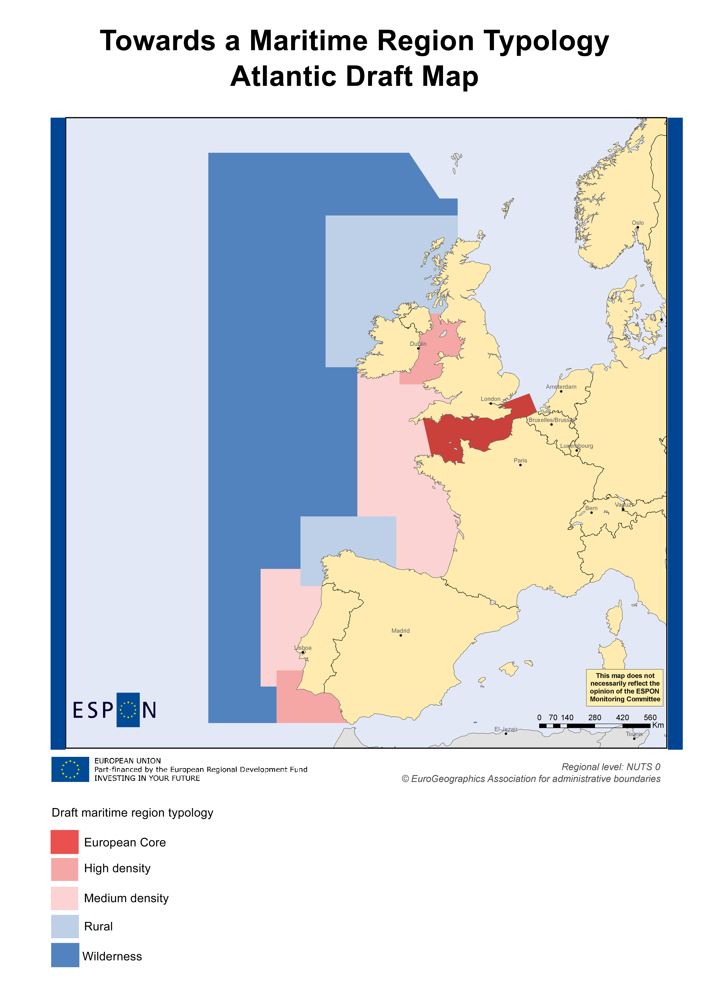 Towards a Maritime Region Typology
Atlantic Draft Map
Oslo
Dublin
Amsterdam
London
Bruxelles/Brussel
Luxembourg
Paris
Bern
Vaduz
Madrid
Lisboa
This map does not
necessarily reflect the
opinion of the ESPON
Monitoring Committee
ESPON
0 70 140 280 420 560
Km
El-Jazair
Tounis
EUROPEAN UNION
Part-financed by the European Regional Development Fund
INVESTING IN YOUR FUTURE
Regional level: NUTS 0
© EuroGeographics Association for administrative boundaries
Draft maritime region typology
European Core
High density
Medium density
Rural
Wilderness